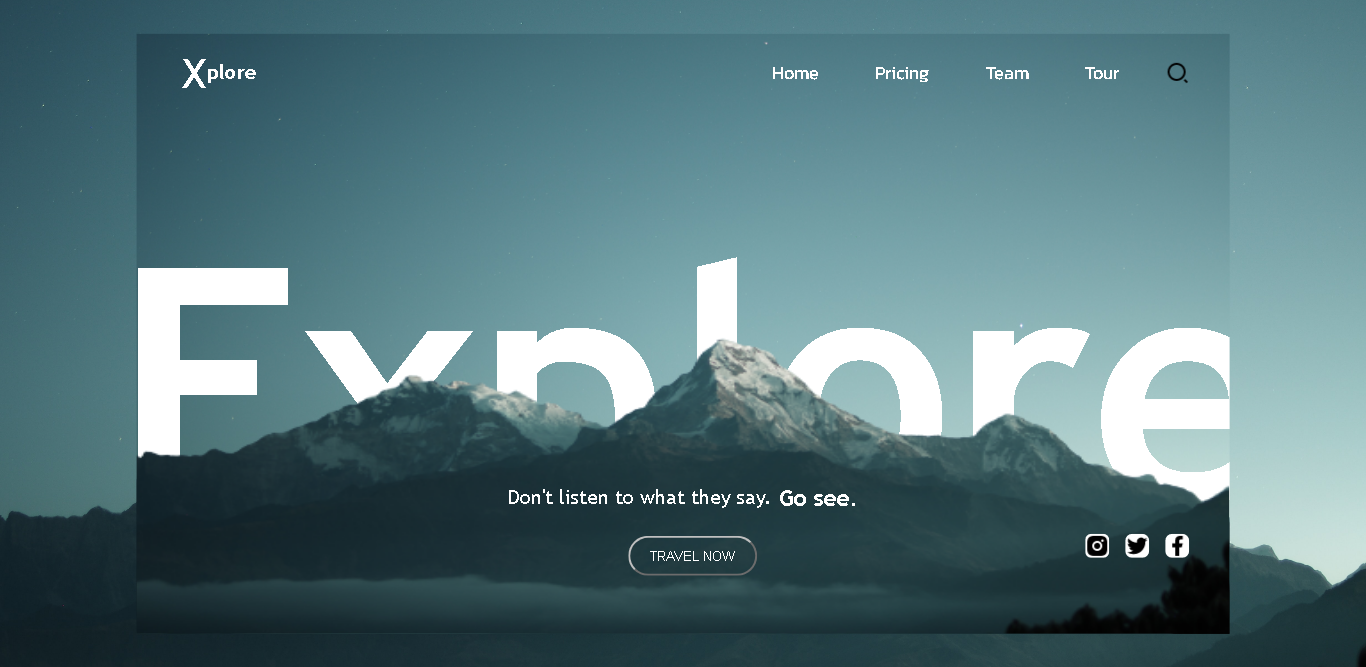 Xplore
Home Pricing Team Tour
Explore
Don't listen to what they say. Go see.
TRAVEL NOW